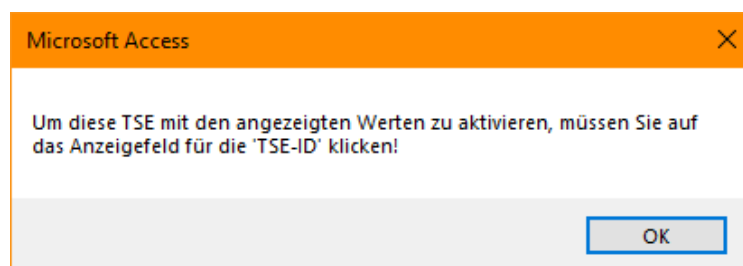 Microsoft Access
Um diese TSE mit den angezeigten Werten zu aktivieren, müssen Sie auf
das Anzeigefeld für die 'TSE-ID' klicken!
OK